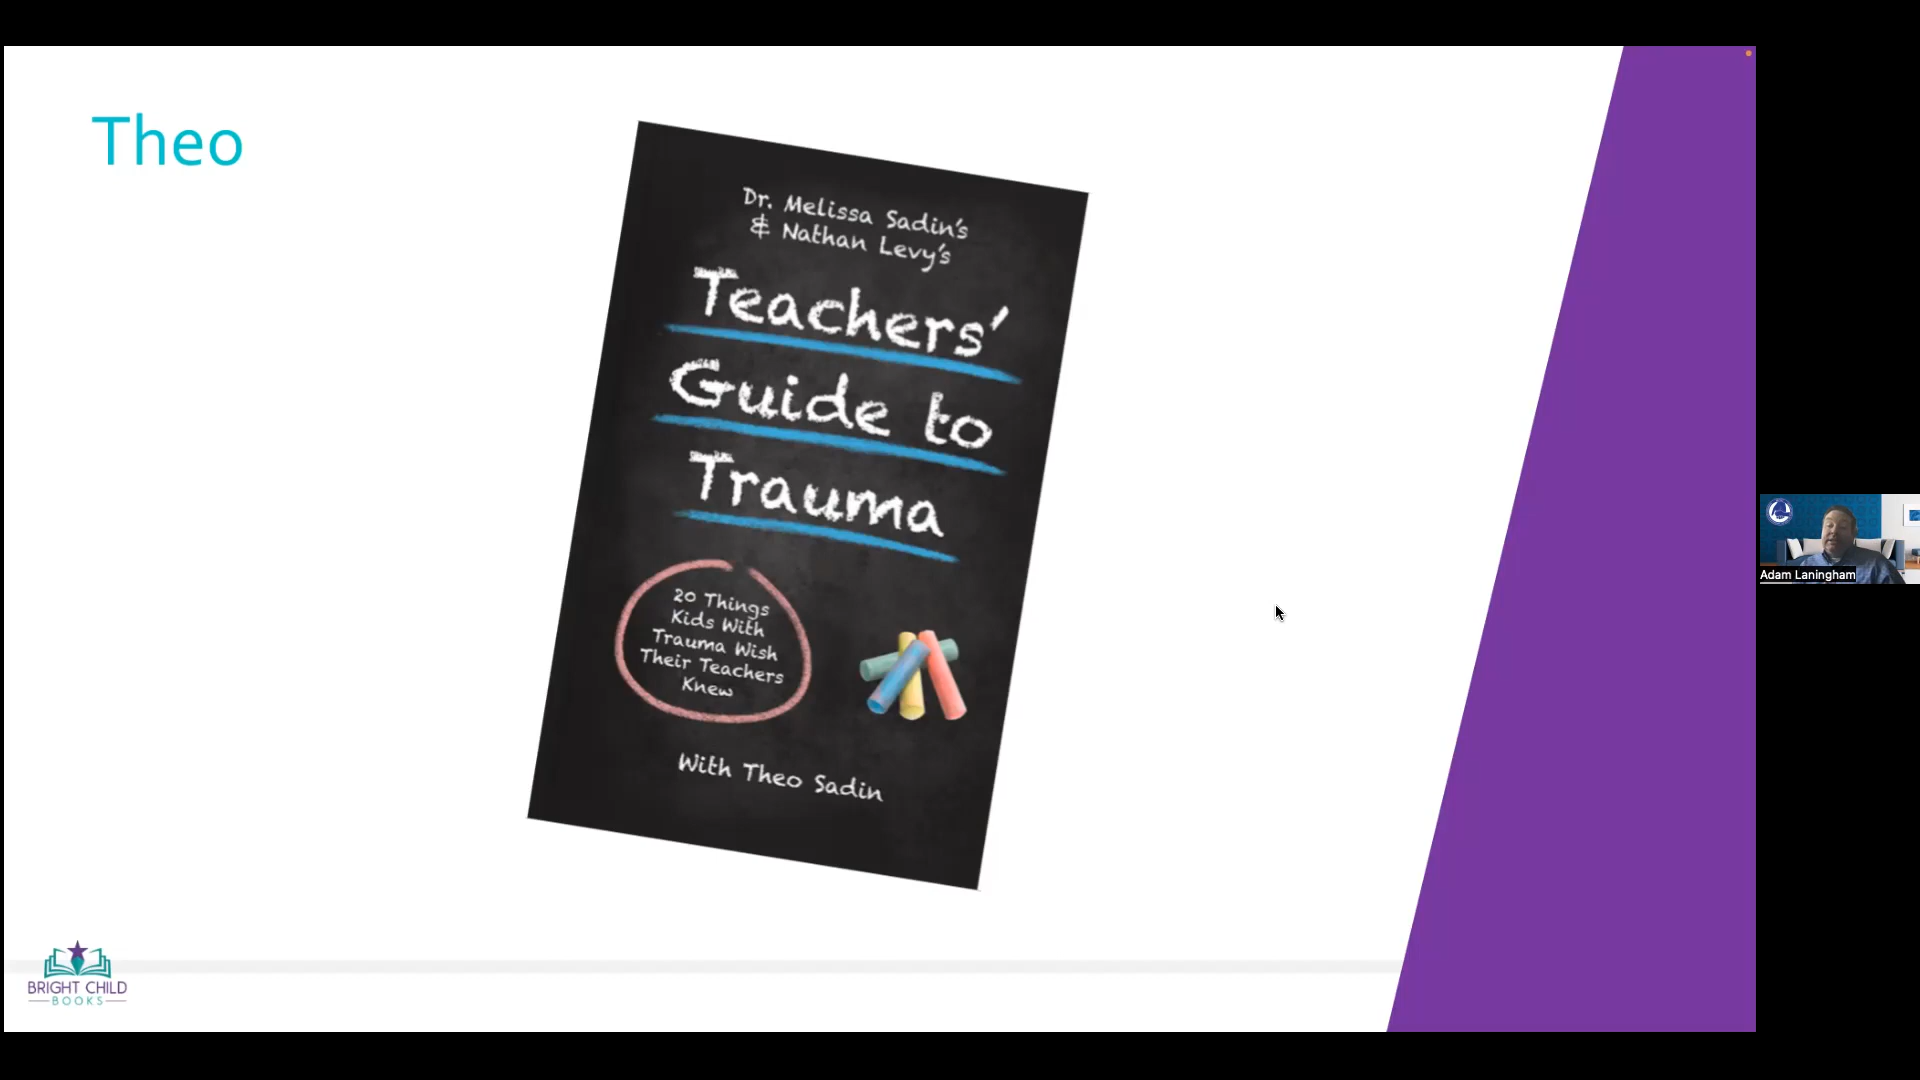 Theo
Dr. Melissa Sadin's
& Nathan Levy's
Teachers'
Guide to
Trauma
20 Things
Kids With
Trauma Wish
Their Teachers
Knew
With Theo Sadin
BRIGHT CHILD
BOOKS
Adam Laningham